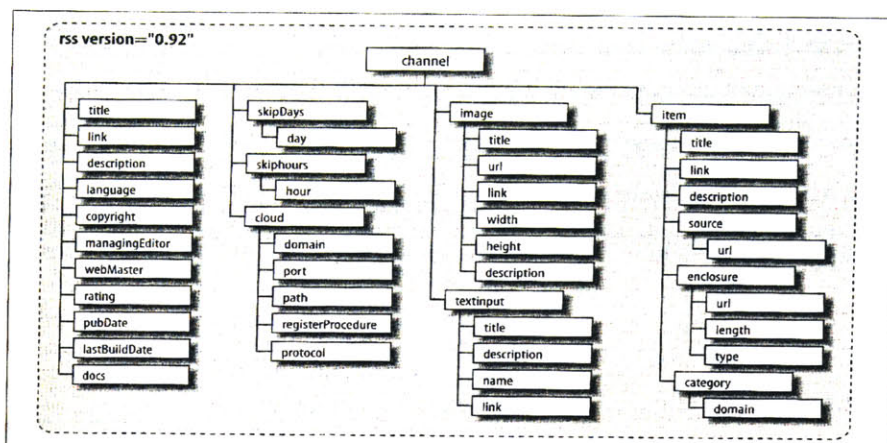 rss version="0.92"
channel
title
link
description
language
copyright
managingEditor
webMaster
rating
pubDate
lastBuildDate
docs
skipDays
day
skiphours
hour
cloud
domain
port
path
registerProcedure
protocol
image
title
url
link
width
height
description
textinput
title
description
name
link
item
title
link
description
source
url
enclosure
url
length
type
category
domain